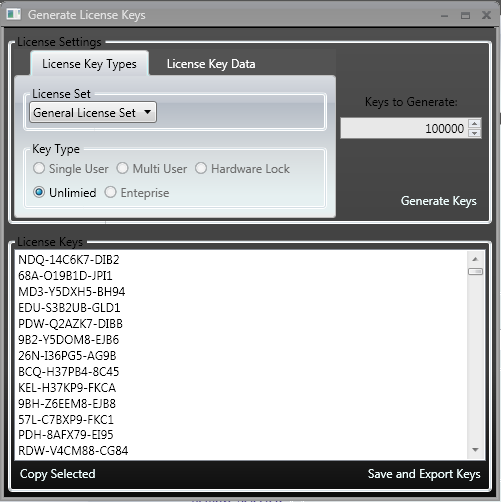 Generate License Keys
License Settings
License Key Types
License Key Data
License Set
General License Set
Keys to Generate:
100000
Key Type
Single User
Multi User
Hardware Lock
Unlimied
Enteprise
Generate Keys
License Keys
NDQ-14C6K7-DIB2
68A-O19B1D-JPI1
MD3-Y5DXH5-BH94
EDU-S3B2UB-GLD1
PDW-Q2AZK7-DIBB
9B2-Y5DOM8-EJB6
26N-I36PG5-AG9B
BCQ-H37PB4-8C45
KEL-H37KP9-FKCA
9BH-Z6EEM8-EJB8
57L-C7BXP9-FKC1
PDH-8AFX79-EI95
RDW-V4CM88-CG84
Copy Selected
Save and Export Keys